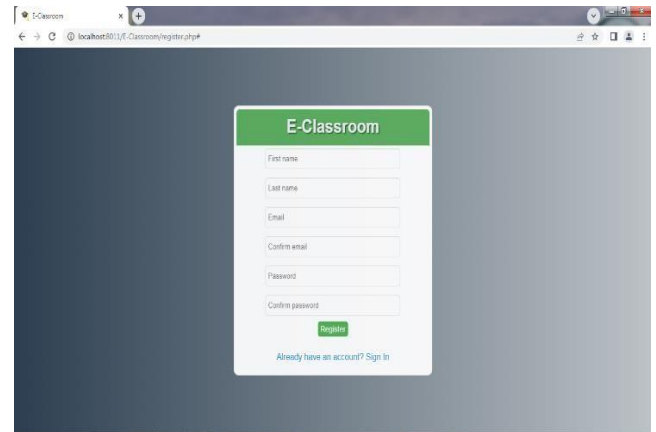 E-Classroom
localhost:8011/E-Classroom/register.php#
E-Classroom
First name
Last name
Email
Confirm email
Password
Confirm password
Register
Already have an account? Sign In